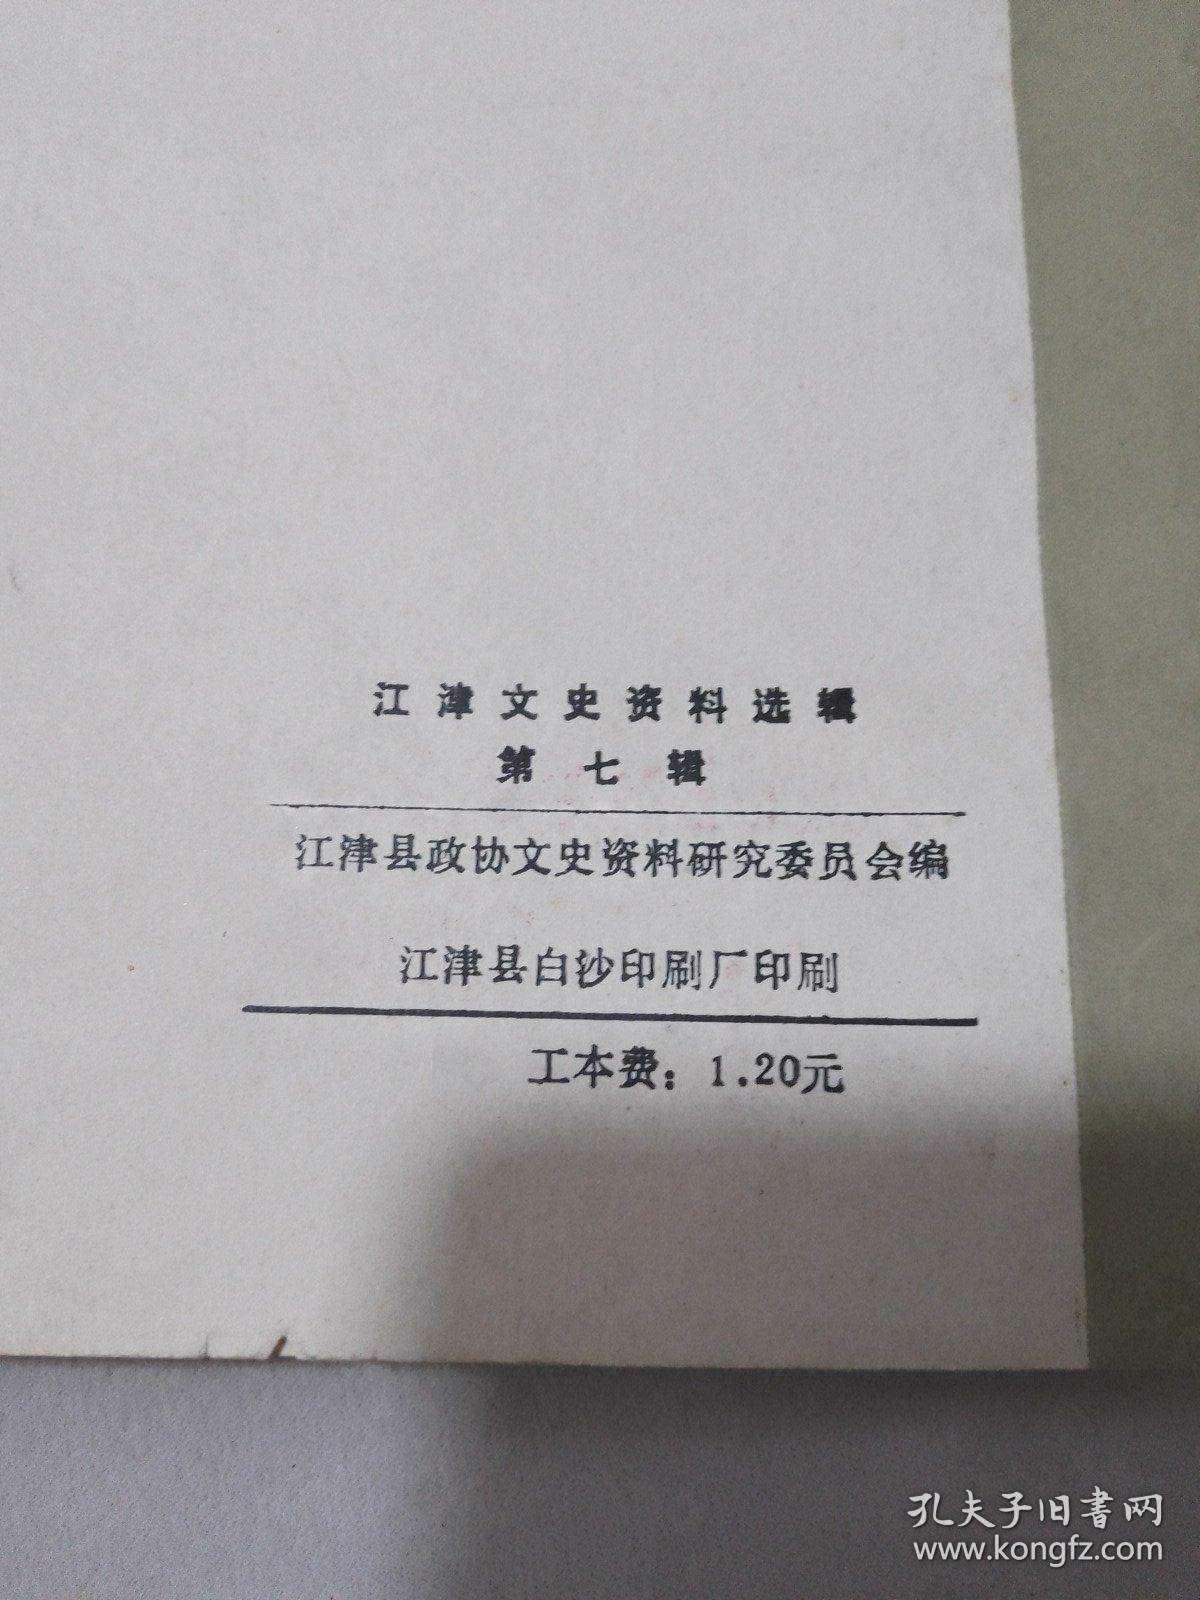 江津文史资料选辑
第七辑
江津县政协文史资料研究委员会编
江津县白沙印刷厂印刷
工本费：1.20元
孔夫子旧书网
www.kongfz.com